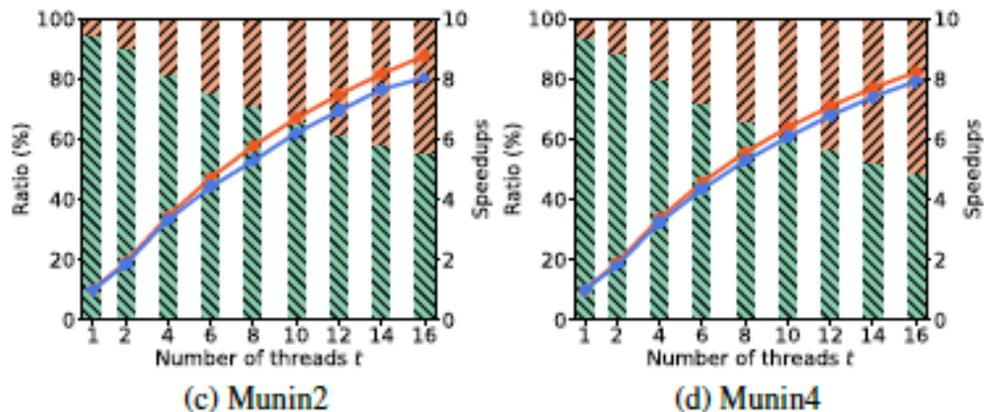 100 80 60 40 20 0
Ratio (%)
10 8 6 4 2 0
Speedups
1 2 4 6 8 10 12 14 16
Number of threads t
(c) Munin2
100 80 60 40 20 0
Ratio (%)
10 8 6 4 2 0
Speedups
1 2 4 6 8 10 12 14 16
Number of threads t
(d) Munin4